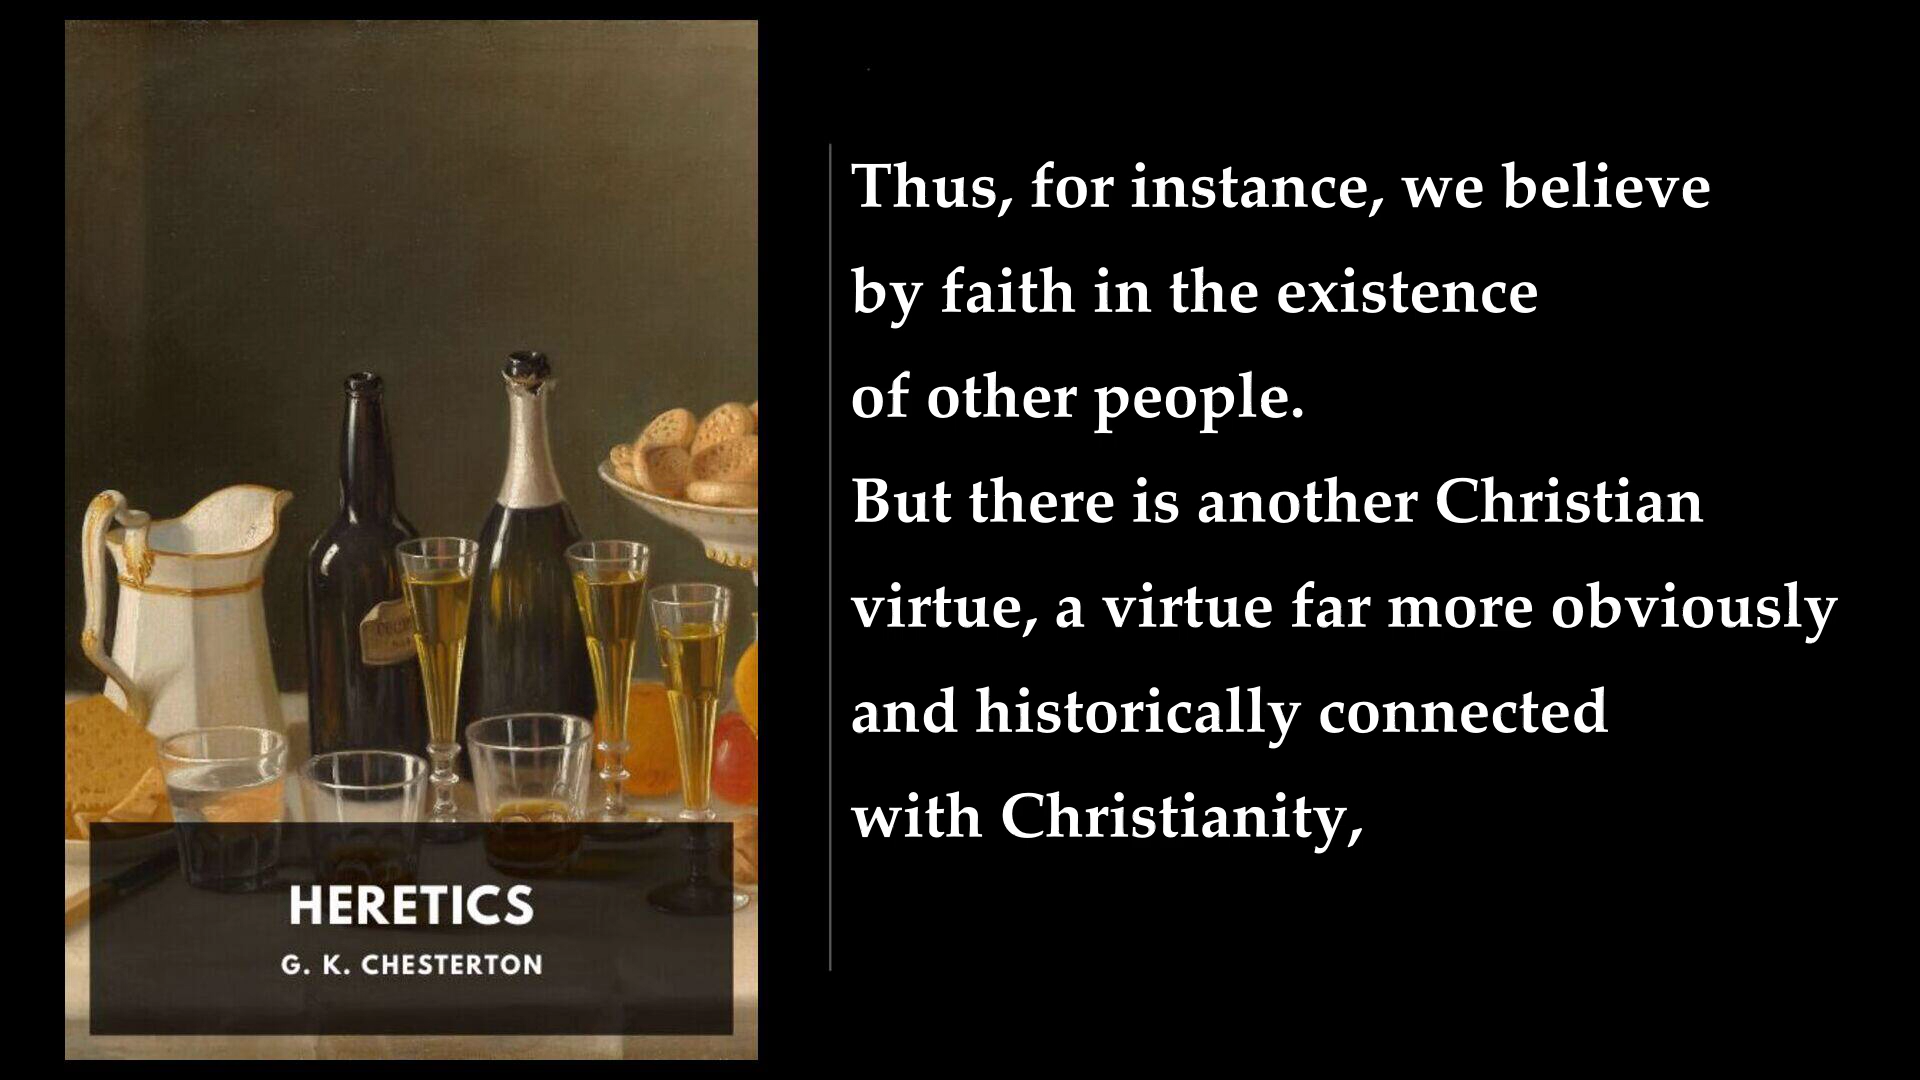 Thus, for instance, we believe
by faith in the existence
of other people.
But there is another Christian
virtue, a virtue far more obviously
and historically connected
with Christianity,
HERETICS
G. K. CHESTERTON